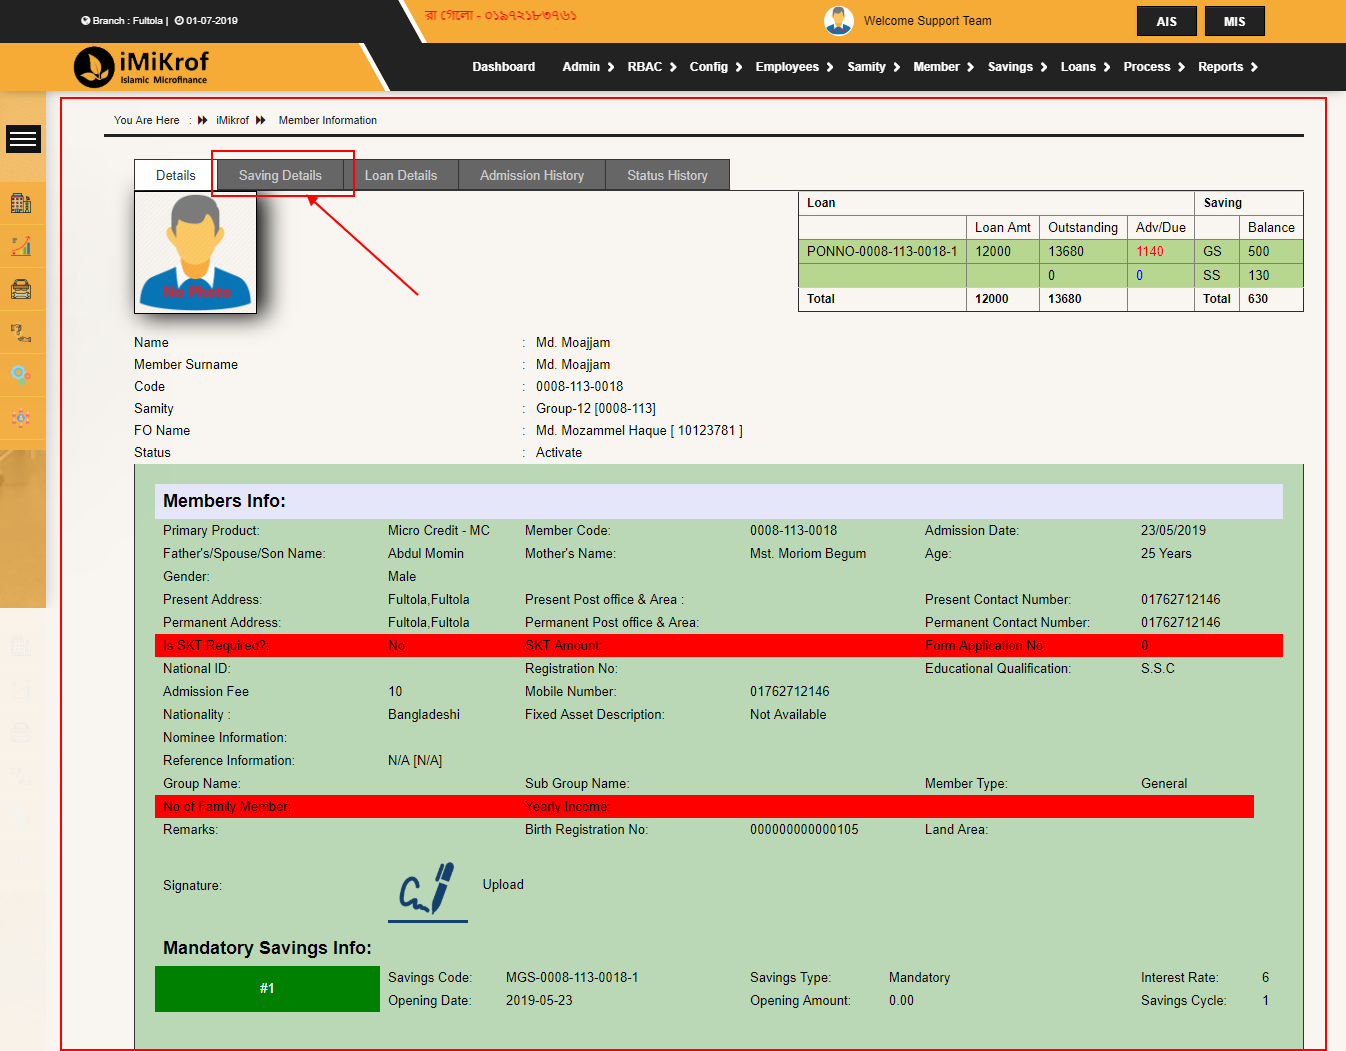 Branch : Fultola | 01-07-2019
রা গেলো - ০১৯৭২১৮৩৭৬১
Welcome Support Team
AIS
MIS
iMiKrof
Islamic Microfinance
Dashboard Admin RBAC Config Employees Samity Member Savings Loans Process Reports
You Are Here : iMikrof Member Information
Details Saving Details Loan Details Admission History Status History
No Photo
Loan Saving
Loan Amt Outstanding Adv/Due Balance
PONNO-0008-113-0018-1 12000 13680 1140 GS 500
0 0 SS 130
Total 12000 13680 Total 630
Name : Md. Moajjam
Member Surname : Md. Moajjam
Code : 0008-113-0018
Samity : Group-12 [0008-113]
FO Name : Md. Mozammel Haque [ 10123781 ]
Status : Activate
Members Info:
Primary Product: Micro Credit - MC Member Code: 0008-113-0018 Admission Date: 23/05/2019
Father's/Spouse/Son Name: Abdul Momin Mother's Name: Mst. Moriom Begum Age: 25 Years
Gender: Male
Present Address: Fultola,Fultola Present Post office & Area : Present Contact Number: 01762712146
Permanent Address: Fultola,Fultola Permanent Post office & Area: Permanent Contact Number: 01762712146
Is SKT Required?: No SKT Amount: Form Application No: 0
National ID: Registration No: Educational Qualification: S.S.C
Admission Fee 10 Mobile Number: 01762712146
Nationality : Bangladeshi Fixed Asset Description: Not Available
Nominee Information:
Reference Information: N/A [N/A]
Group Name: Sub Group Name: Member Type: General
No of Family Member: Yearly Income:
Remarks: Birth Registration No: 000000000000105 Land Area:
Signature: Upload
Mandatory Savings Info:
#1
Savings Code: MGS-0008-113-0018-1 Savings Type: Mandatory Interest Rate: 6
Opening Date: 2019-05-23 Opening Amount: 0.00 Savings Cycle: 1